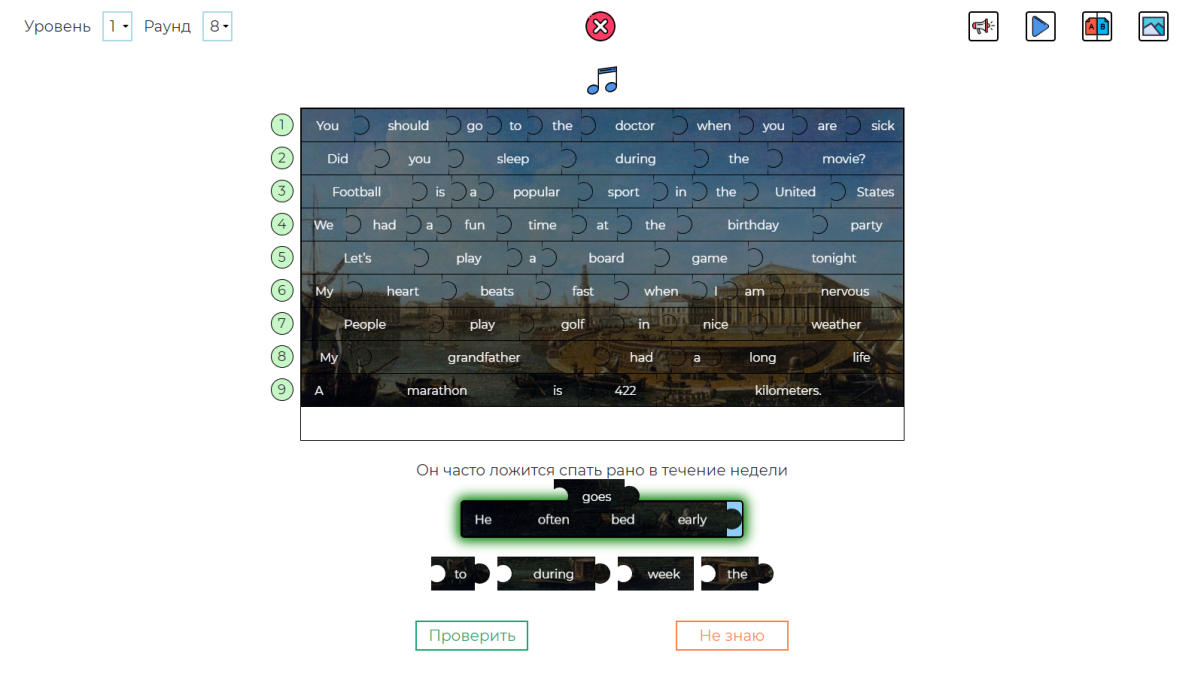 Уровень 1 Раунд 8
A B
1 You should go to the doctor when you are sick
2 Did you sleep during the movie?
3 Football is a popular sport in the United States
4 We had a fun time at the birthday party
5 Let's play a board game tonight
6 My heart beats fast when I am nervous
7 People play golf in nice weather
8 My grandfather had a long life
9 A marathon is 422 kilometers.
Он часто ложится спать рано в течение недели
goes
He often bed early
to during week the
Проверить Не знаю